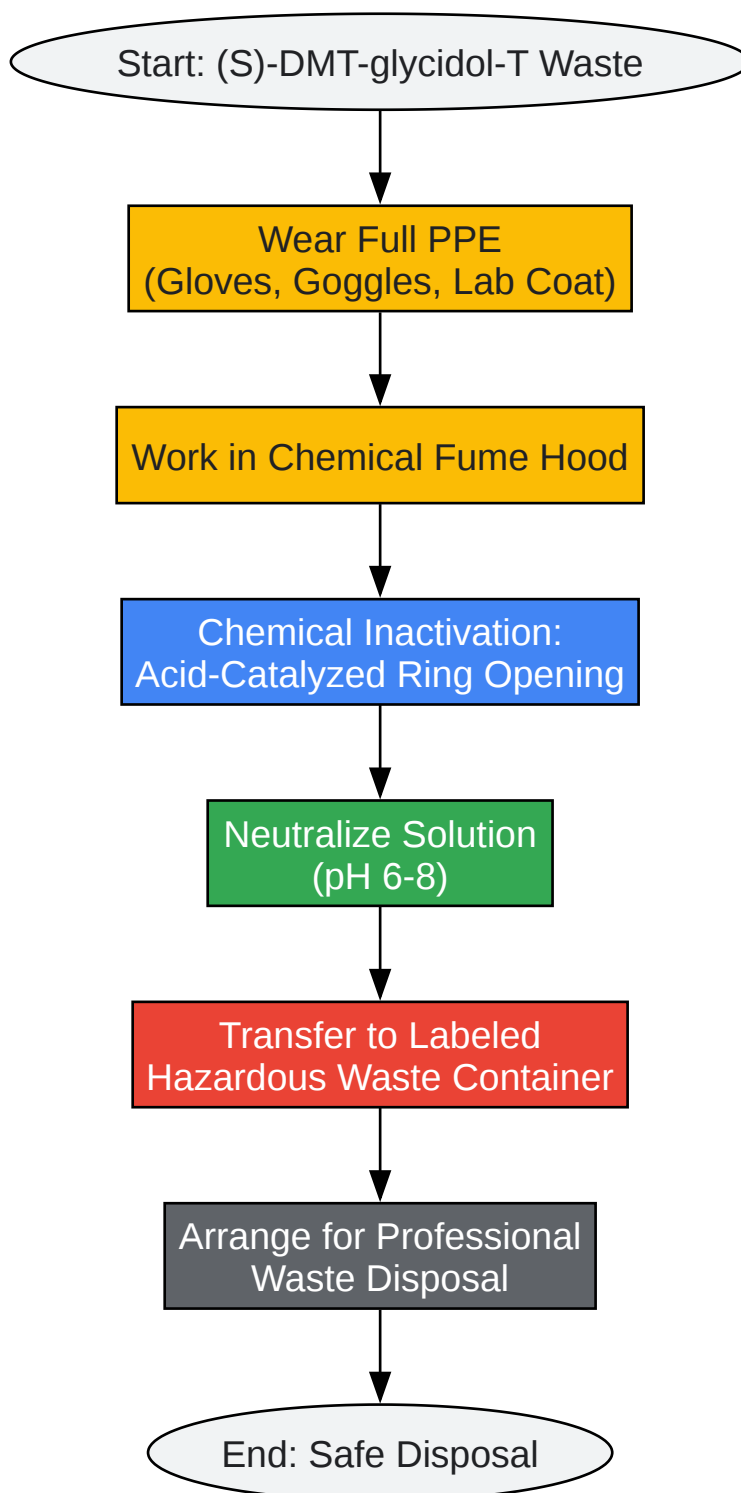 Start: (S)-DMT-glycidol-T Waste
Wear Full PPE
(Gloves, Goggles, Lab Coat)
Work in Chemical Fume Hood
Chemical Inactivation:
Acid-Catalyzed Ring Opening
Neutralize Solution
(pH 6-8)
Transfer to Labeled
Hazardous Waste Container
Arrange for Professional
Waste Disposal
End: Safe Disposal